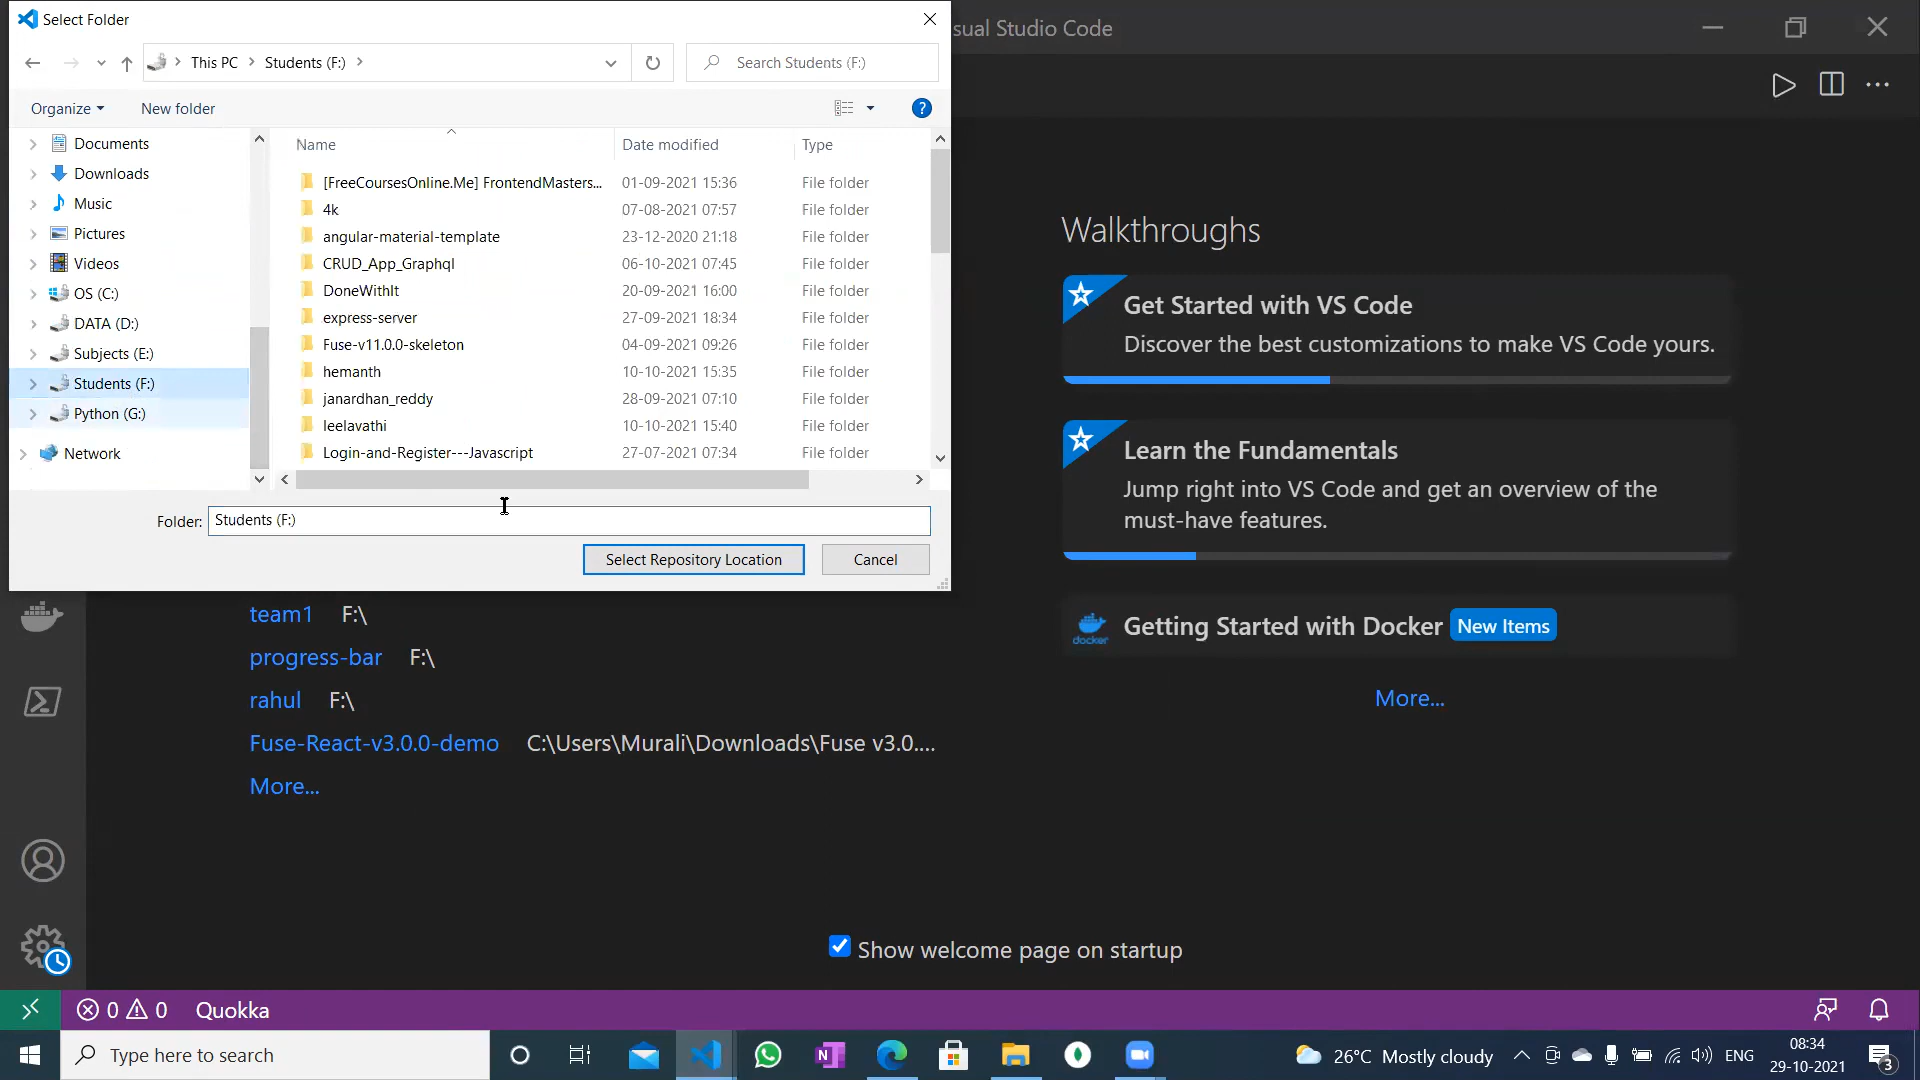 Select Folder
sual Studio Code
This PC Students (F:)
Search Students (F:)
Organize New folder
Name Date modified Type
Documents
Downloads
Music
Pictures
Videos
OS (C:)
DATA (D:)
Subjects (E:)
Students (F:)
Python (G:)
Network
[FreeCoursesOnline.Me] FrontendMasters... 01-09-2021 15:36 File folder
4k 07-08-2021 07:57 File folder
angular-material-template 23-12-2020 21:18 File folder
CRUD_App_Graphql 06-10-2021 07:45 File folder
DoneWithIt 20-09-2021 16:00 File folder
express-server 27-09-2021 18:34 File folder
Fuse-v11.0.0-skeleton 04-09-2021 09:26 File folder
hemanth 10-10-2021 15:35 File folder
janardhan_reddy 28-09-2021 07:10 File folder
leelavathi 10-10-2021 15:40 File folder
Login-and-Register---Javascript 27-07-2021 07:34 File folder
Folder: Students (F:)
Select Repository Location Cancel
team1 F:\
progress-bar F:\
rahul F:\
Fuse-React-v3.0.0-demo C:\Users\Murali\Downloads\Fuse v3.0....
More...
Walkthroughs
Get Started with VS Code
Discover the best customizations to make VS Code yours.
Learn the Fundamentals
Jump right into VS Code and get an overview of the
must-have features.
docker
Getting Started with Docker New Items
More...
Show welcome page on startup
0 0 Quokka
Type here to search
26°C Mostly cloudy
ENG
08:34
29-10-2021
3